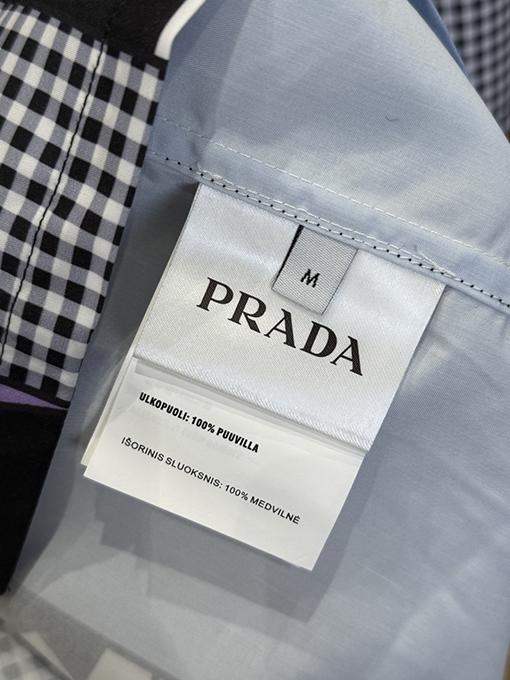 M
PRADA
ULKOPUOLI: 100% PUUVILLA
IŠORINIS SLUOKSNIS: 100% MEDVILNĖ